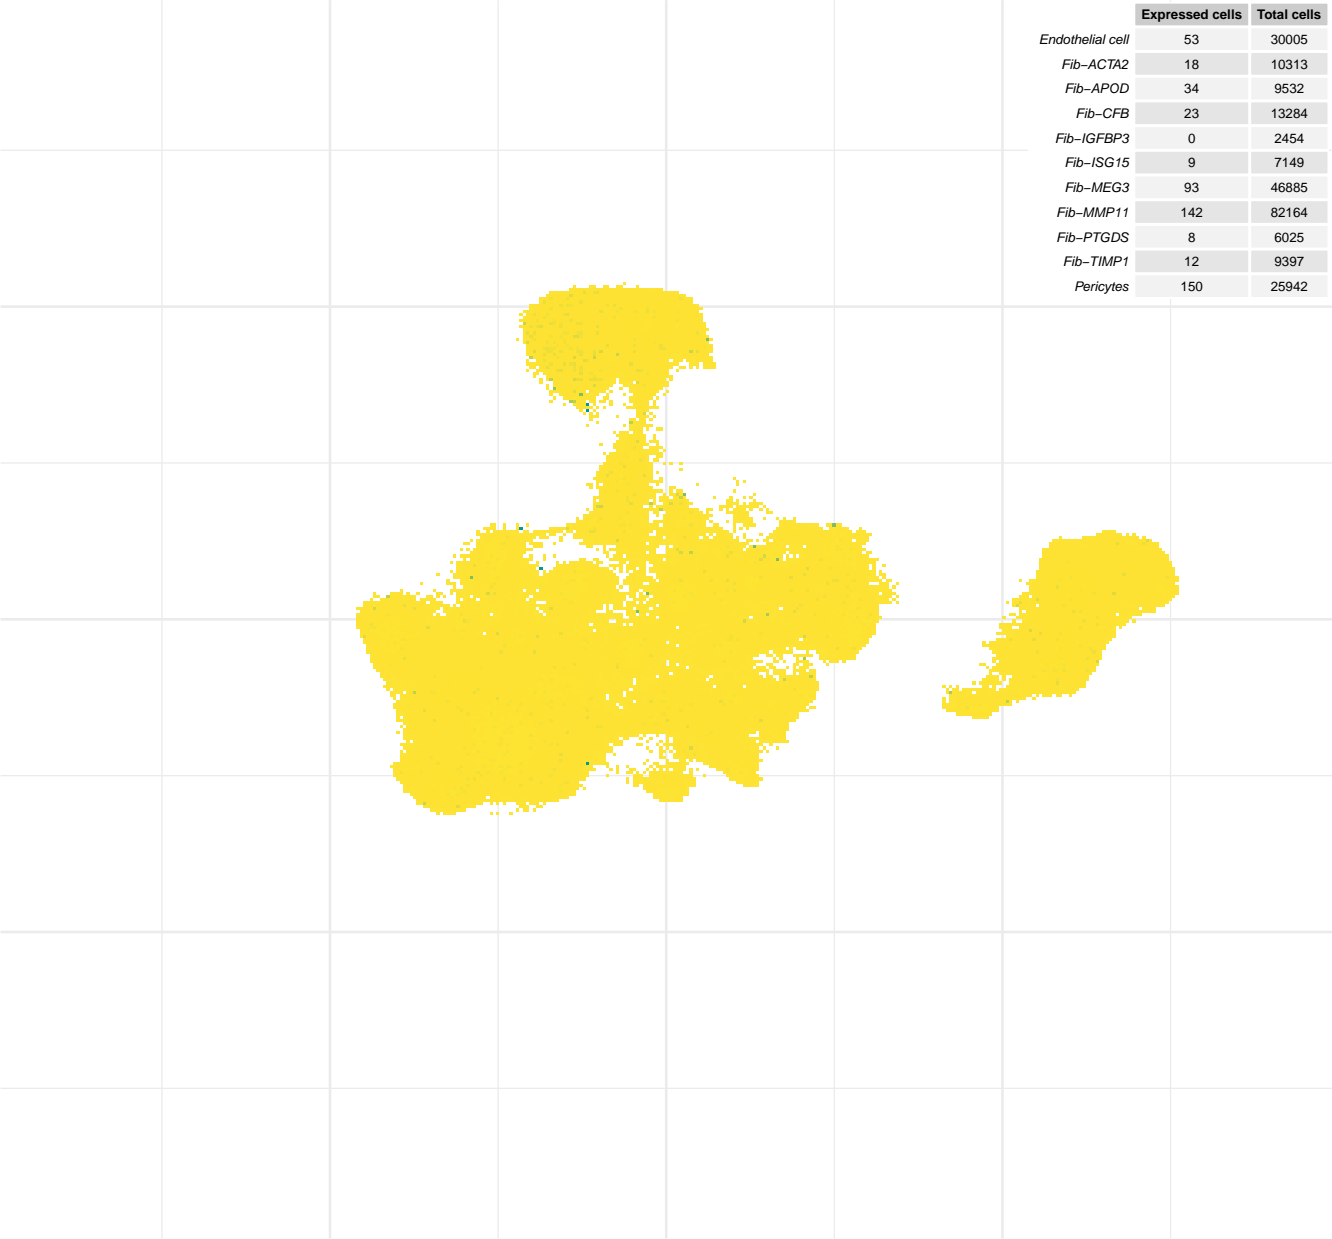 Expressed cells Total cells
Endothelial cell 53 30005
Fib−ACTA2 18 10313
Fib−APOD 34 9532
Fib−CFB 23 13284
Fib−IGFBP3 0 2454
Fib−ISG15 9 7149
Fib−MEG3 93 46885
Fib−MMP11 142 82164
Fib−PTGDS 8 6025
Fib−TIMP1 12 9397
Pericytes 150 25942